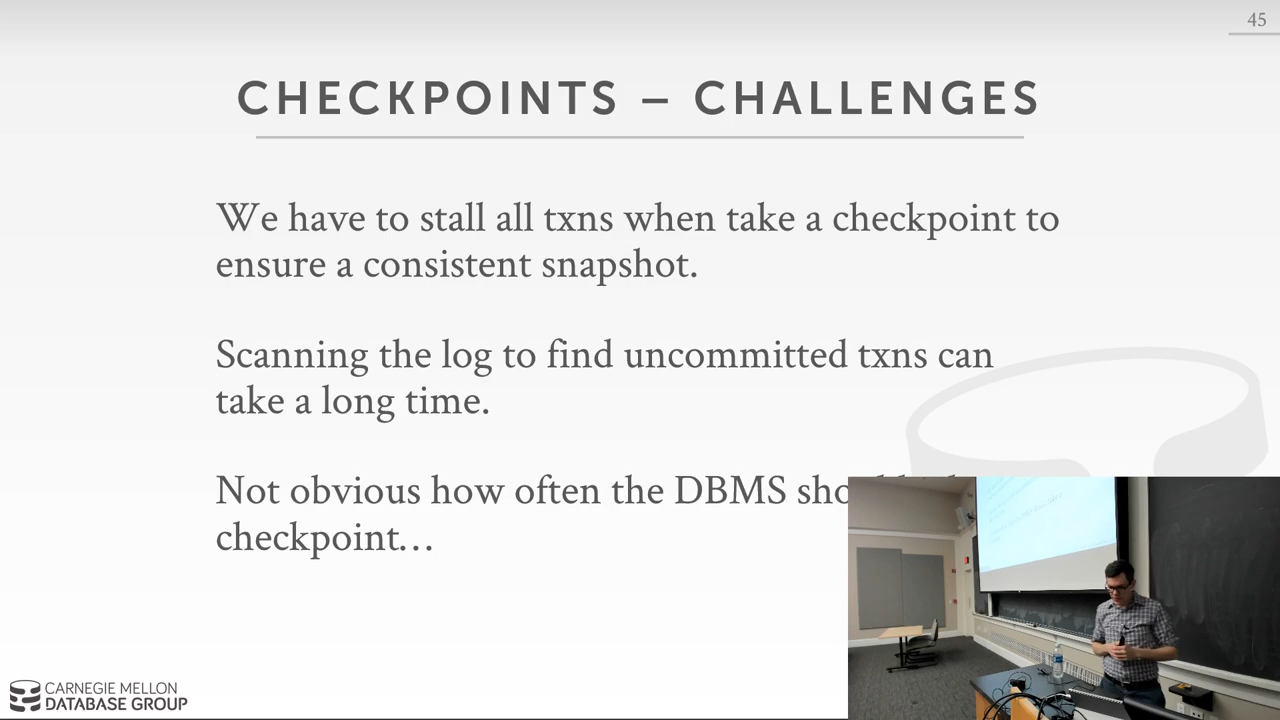 45
CHECKPOINTS – CHALLENGES
We have to stall all txns when take a checkpoint to
ensure a consistent snapshot.
Scanning the log to find uncommitted txns can
take a long time.
Not obvious how often the DBMS
checkpoint…
CARNEGIE MELLON
DATABASE GROUP